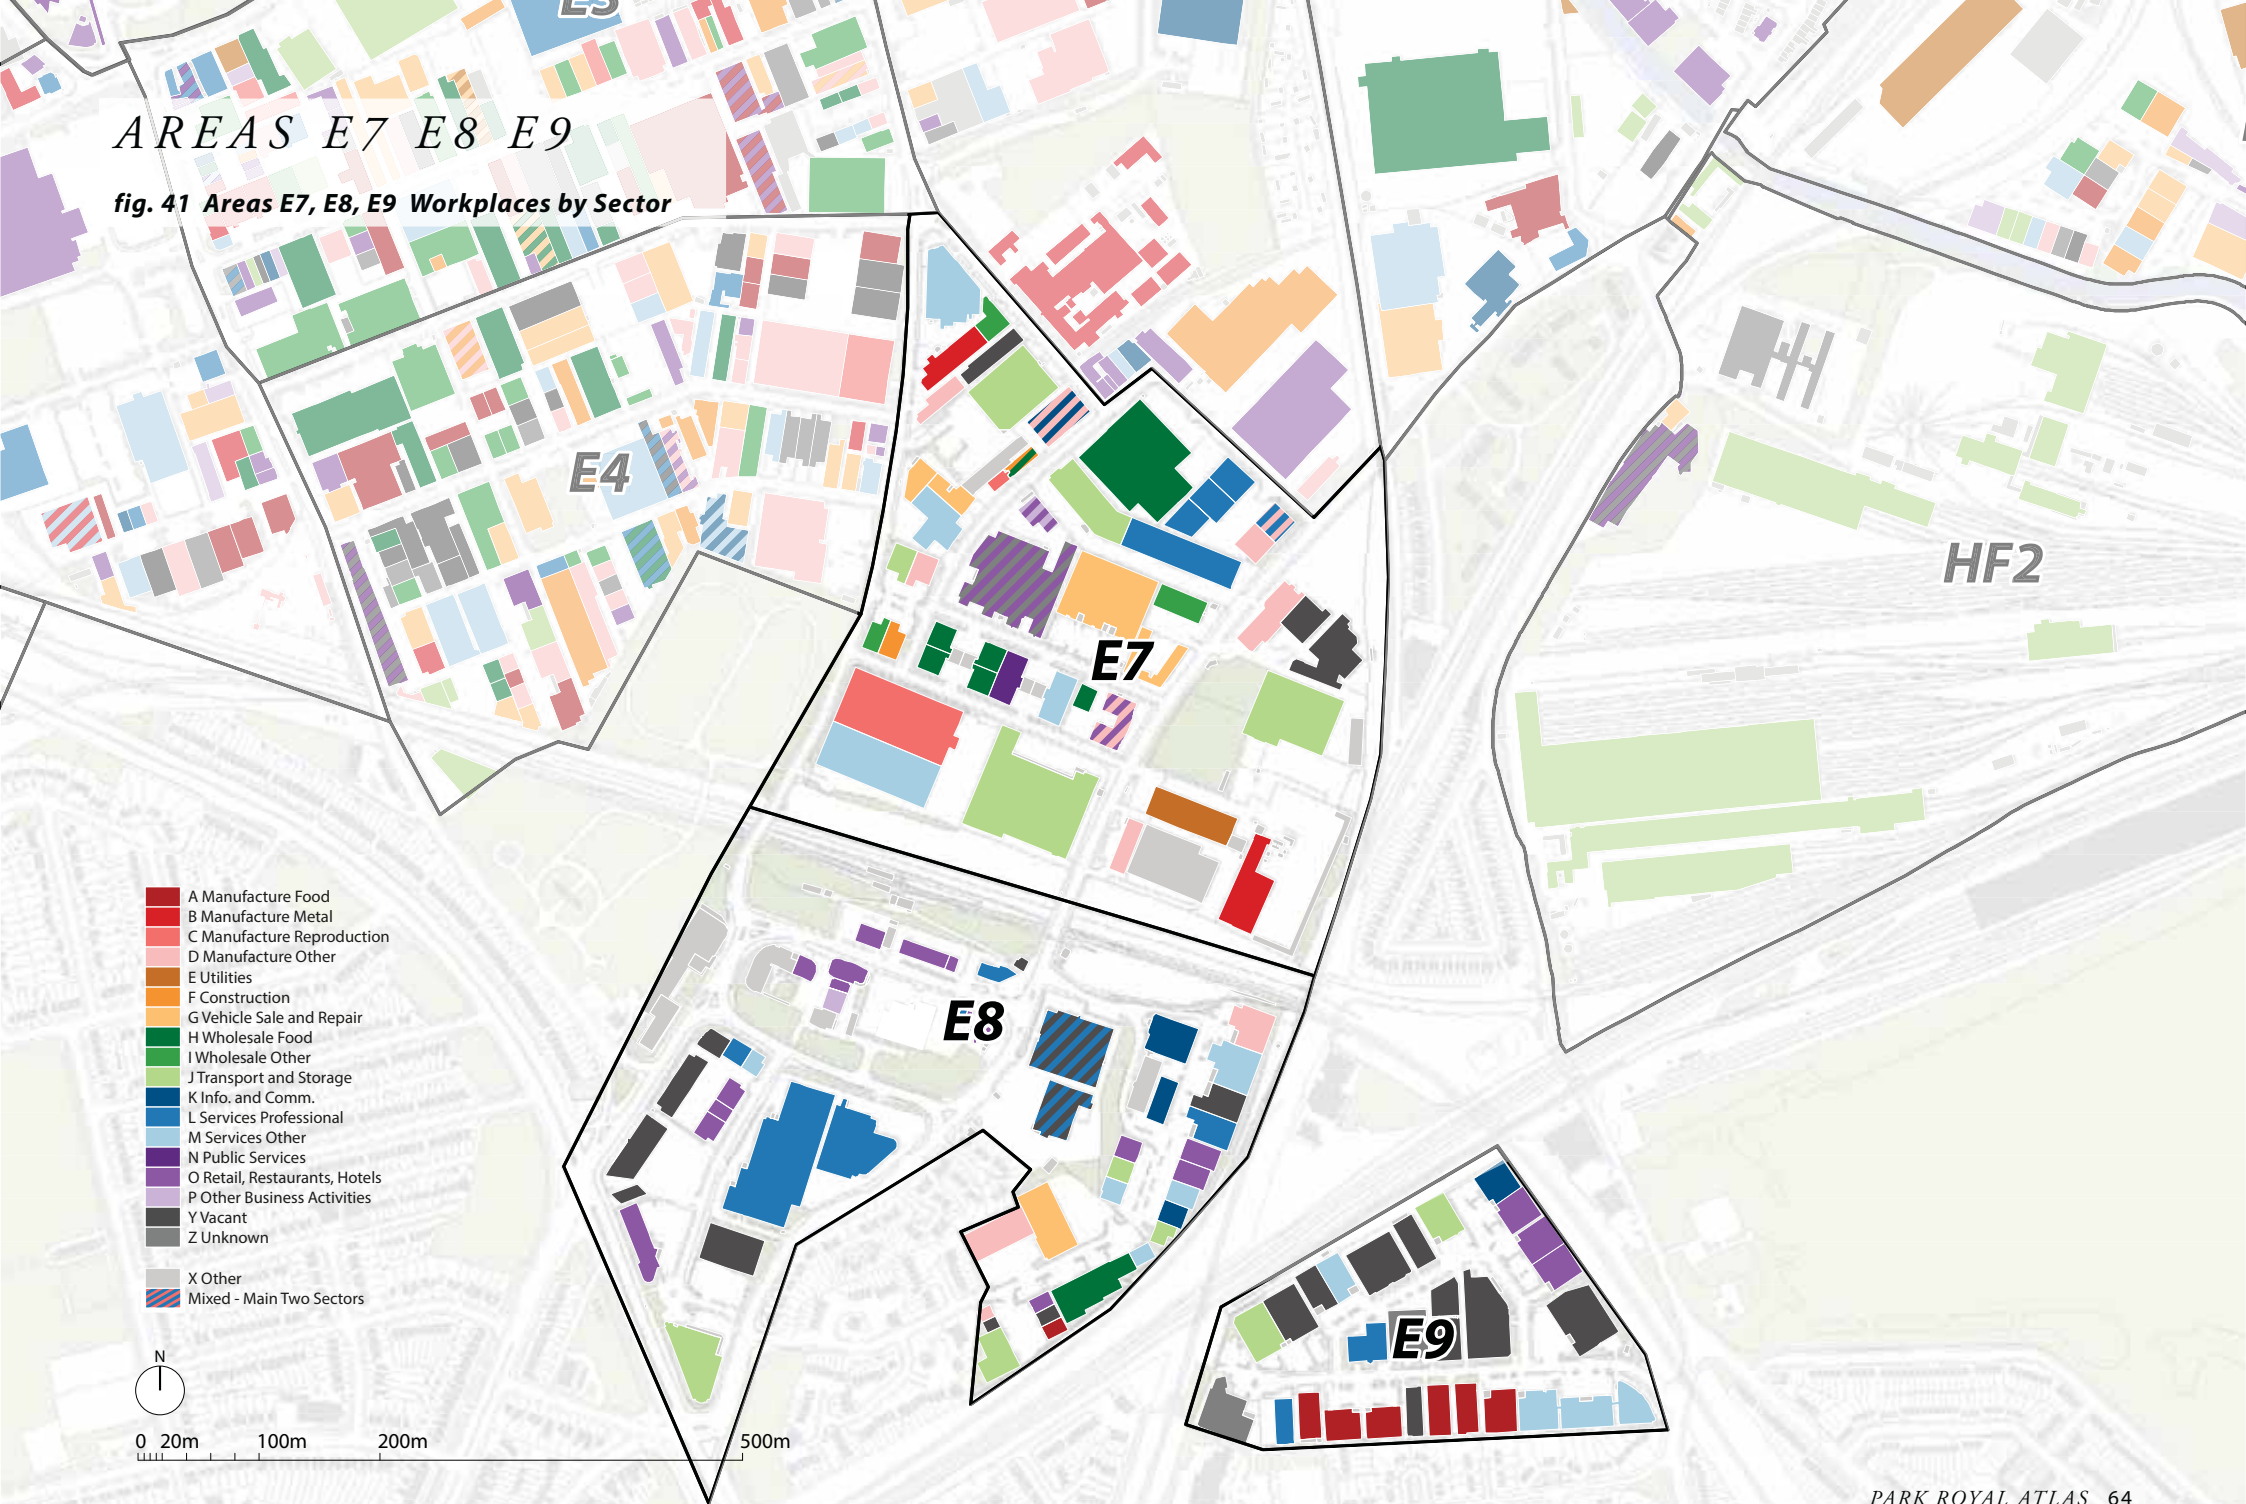 E3
AREAS E7 E8 E9
fig. 41 Areas E7, E8, E9 Workplaces by Sector
E4
HF2
E7
E8
E9
A Manufacture Food
B Manufacture Metal
C Manufacture Reproduction
D Manufacture Other
E Utilities
F Construction
G Vehicle Sale and Repair
H Wholesale Food
I Wholesale Other
J Transport and Storage
K Info. and Comm.
L Services Professional
M Services Other
N Public Services
O Retail, Restaurants, Hotels
P Other Business Activities
Y Vacant
Z Unknown
X Other
Mixed - Main Two Sectors
N
0 20m 100m 200m 500m
PARK ROYAL ATLAS 64